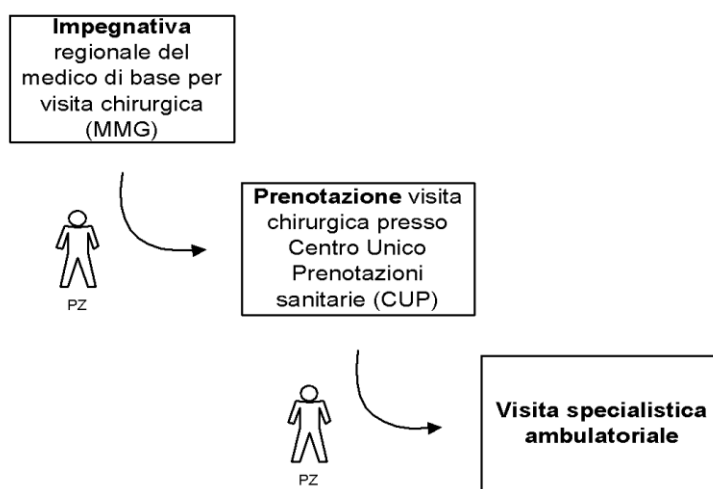 Impegnativa
regionale del
medico di base per
visita chirurgica
(MMG)
PZ
Prenotazione visita
chirurgica presso
Centro Unico
Prenotazioni
sanitarie (CUP)
PZ
Visita specialistica
ambulatoriale